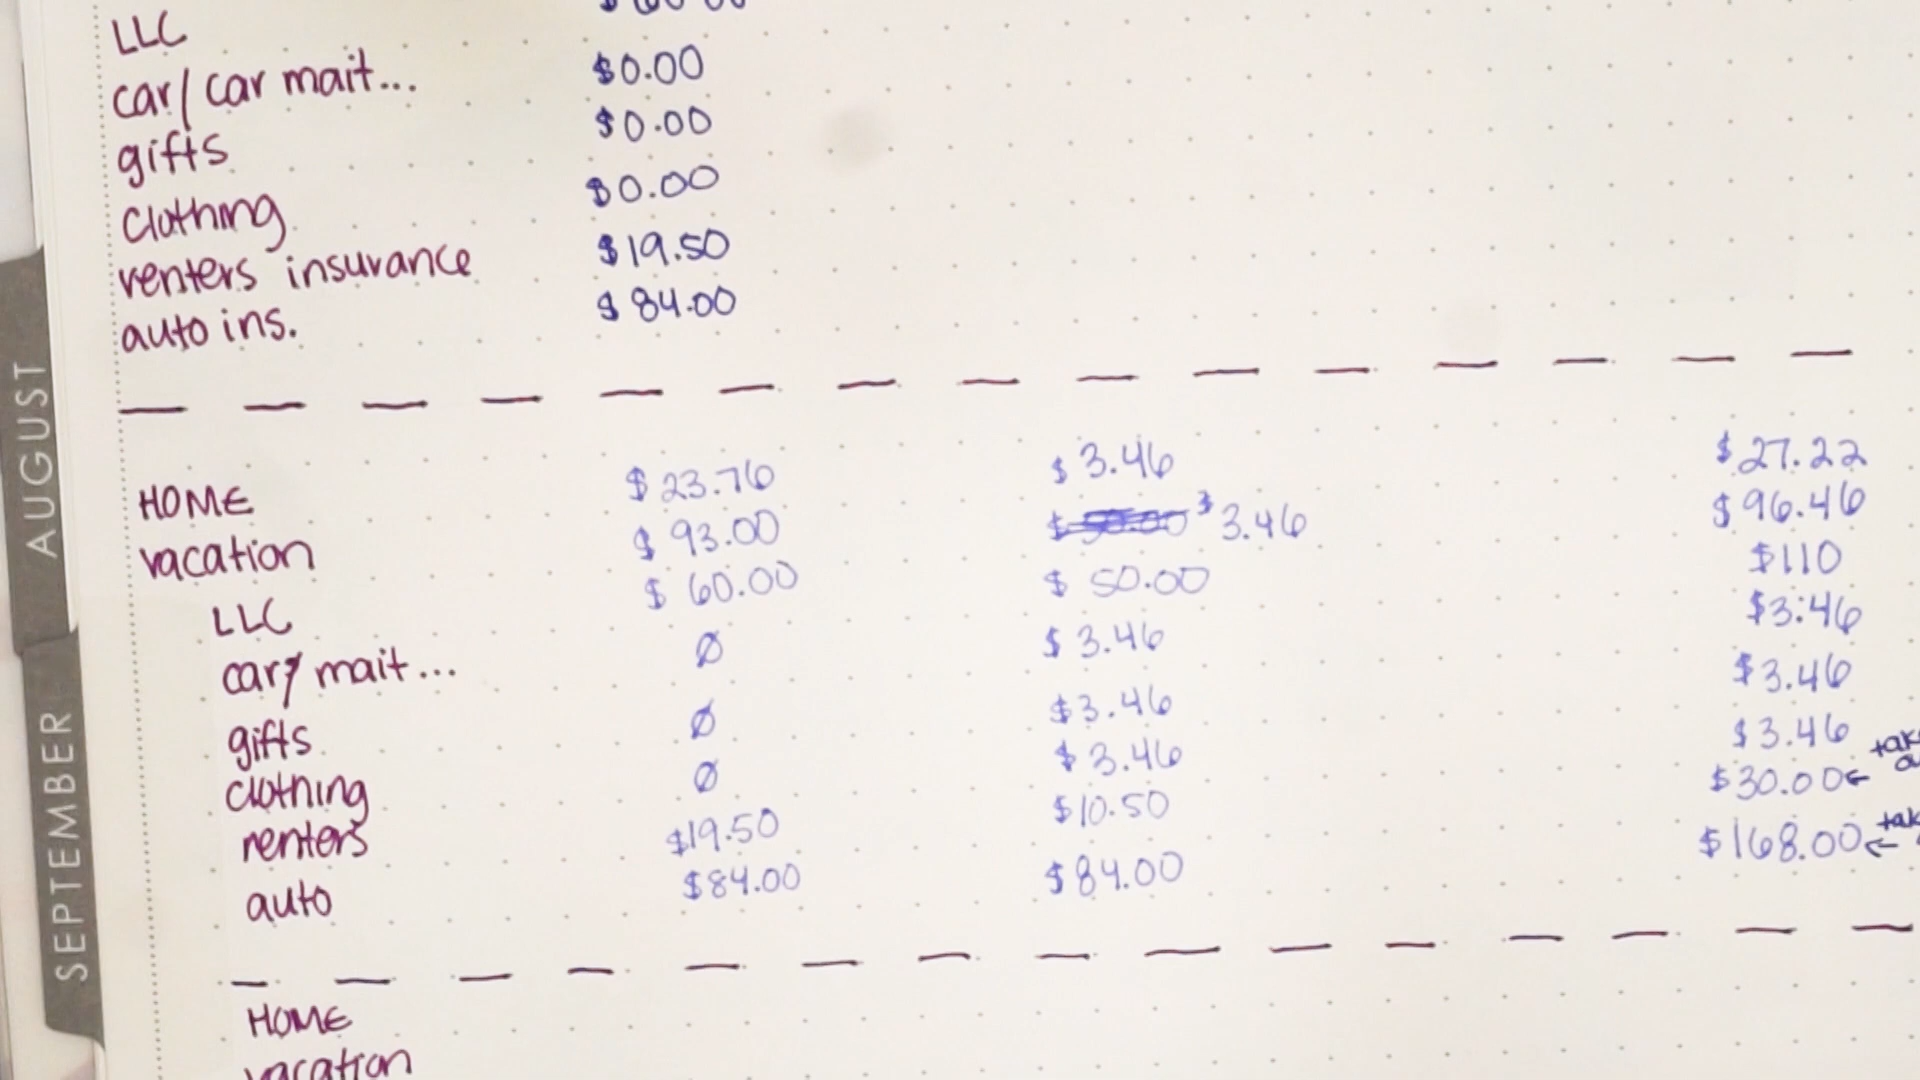 LLC
car/car mait... $0.00
gifts $0.00
Clothing $0.00
renters insurance $19.50
auto ins. $84.00
HOME $23.76 $3.46 $27.22
vacation $93.00 $50.00 $3.46 $96.46
LLC $60.00 $50.00 $110
car/mait... Ø $3.46 $3.46
gifts Ø $3.46 $3.46
clothing Ø $3.46 $3.46
renters $19.50 $10.50 $30.00←
auto $84.00 $84.00 $168.00←
HOME
vacation
AUGUST
SEPTEMBER